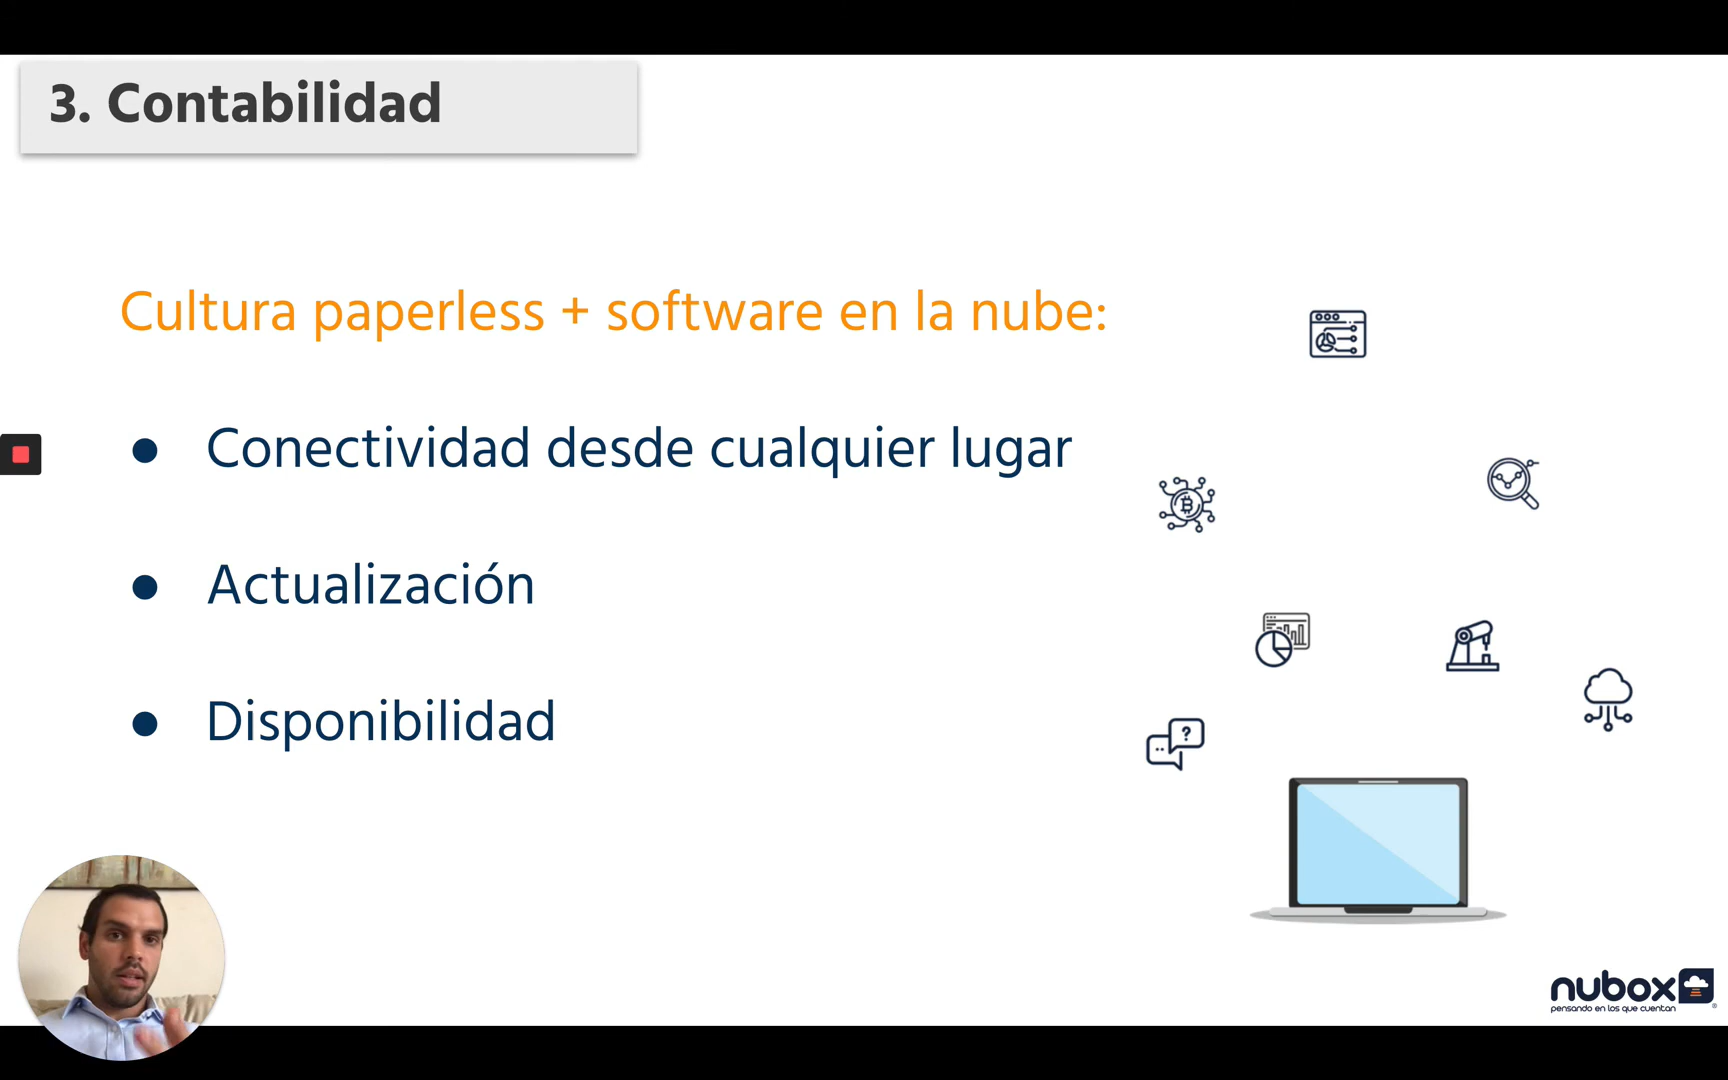 3. Contabilidad
Cultura paperless + software en la nube:
● Conectividad desde cualquier lugar
● Actualización
● Disponibilidad
?
nubox
pensando en los que cuentan